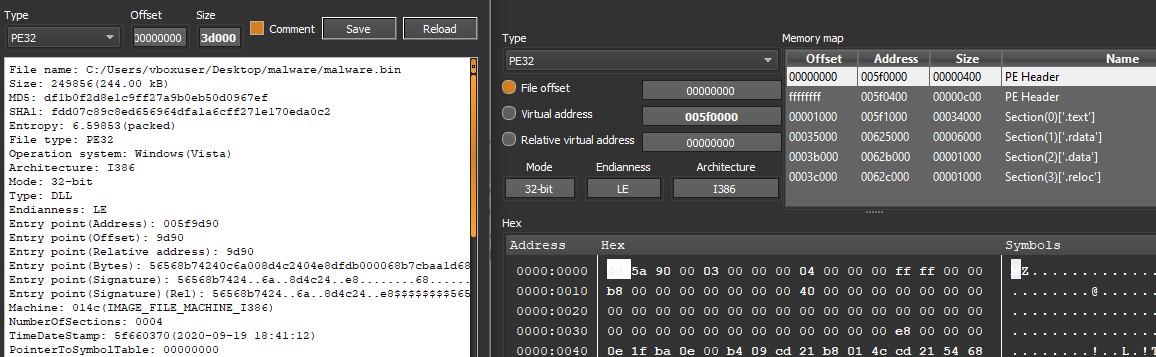 Type Offset Size
PE32 00000000 3d000 Comment Save Reload
File name: C:/Users/vboxuser/Desktop/malware/malware.bin
Size: 249856(244.00 kB)
MD5: df1b0f2d8e1c9ff27a9b0eb50d0967ef
SHA1: fdd07c89c8ed656964dfa1a6cff271e170eda0c2
Entropy: 6.59853(packed)
File type: PE32
Operation system: Windows(Vista)
Architecture: I386
Mode: 32-bit
Type: DLL
Endianness: LE
Entry point(Address): 005f9d90
Entry point(Offset): 9d90
Entry point(Relative address): 9d90
Entry point(Bytes): 56568b74240c6a008d4c2404e8dfdb000068b7cbaa1d68
Entry point(Signature): 56568b7424..6a..8d4c24..e8........68......
Entry point(Signature)(Rel): 56568b7424..6a..8d4c24..e8$$$$$$$$565
Machine: 014c(IMAGE_FILE_MACHINE_I386)
NumberOfSections: 0004
TimeDateStamp: 5f660370(2020-09-19 18:41:12)
PointerToSymbolTable: 00000000
Type
PE32
File offset 00000000
Virtual address 005f0000
Relative virtual address 00000000
Mode Endianness Architecture
32-bit LE I386
Memory map
Offset Address Size Name
00000000 005f0000 00000400 PE Header
ffffffff 005f0400 00000c00 PE Header
00001000 005f1000 00034000 Section(0)['.text']
00035000 00625000 00006000 Section(1)['.rdata']
0003b000 0062b000 00001000 Section(2)['.data']
0003c000 0062c000 00001000 Section(3)['.reloc']
Hex
Address Hex Symbols
0000:0000 4d 5a 90 00 03 00 00 00 04 00 00 00 ff ff 00 00 MZ..............
0000:0010 b8 00 00 00 00 00 00 00 40 00 00 00 00 00 00 00 ........@.......
0000:0020 00 00 00 00 00 00 00 00 00 00 00 00 00 00 00 00 ................
0000:0030 00 00 00 00 00 00 00 00 00 00 00 00 e8 00 00 00 ................
0000:0040 0e 1f ba 0e 00 b4 09 cd 21 b8 01 4c cd 21 54 68 ........!..L.!T